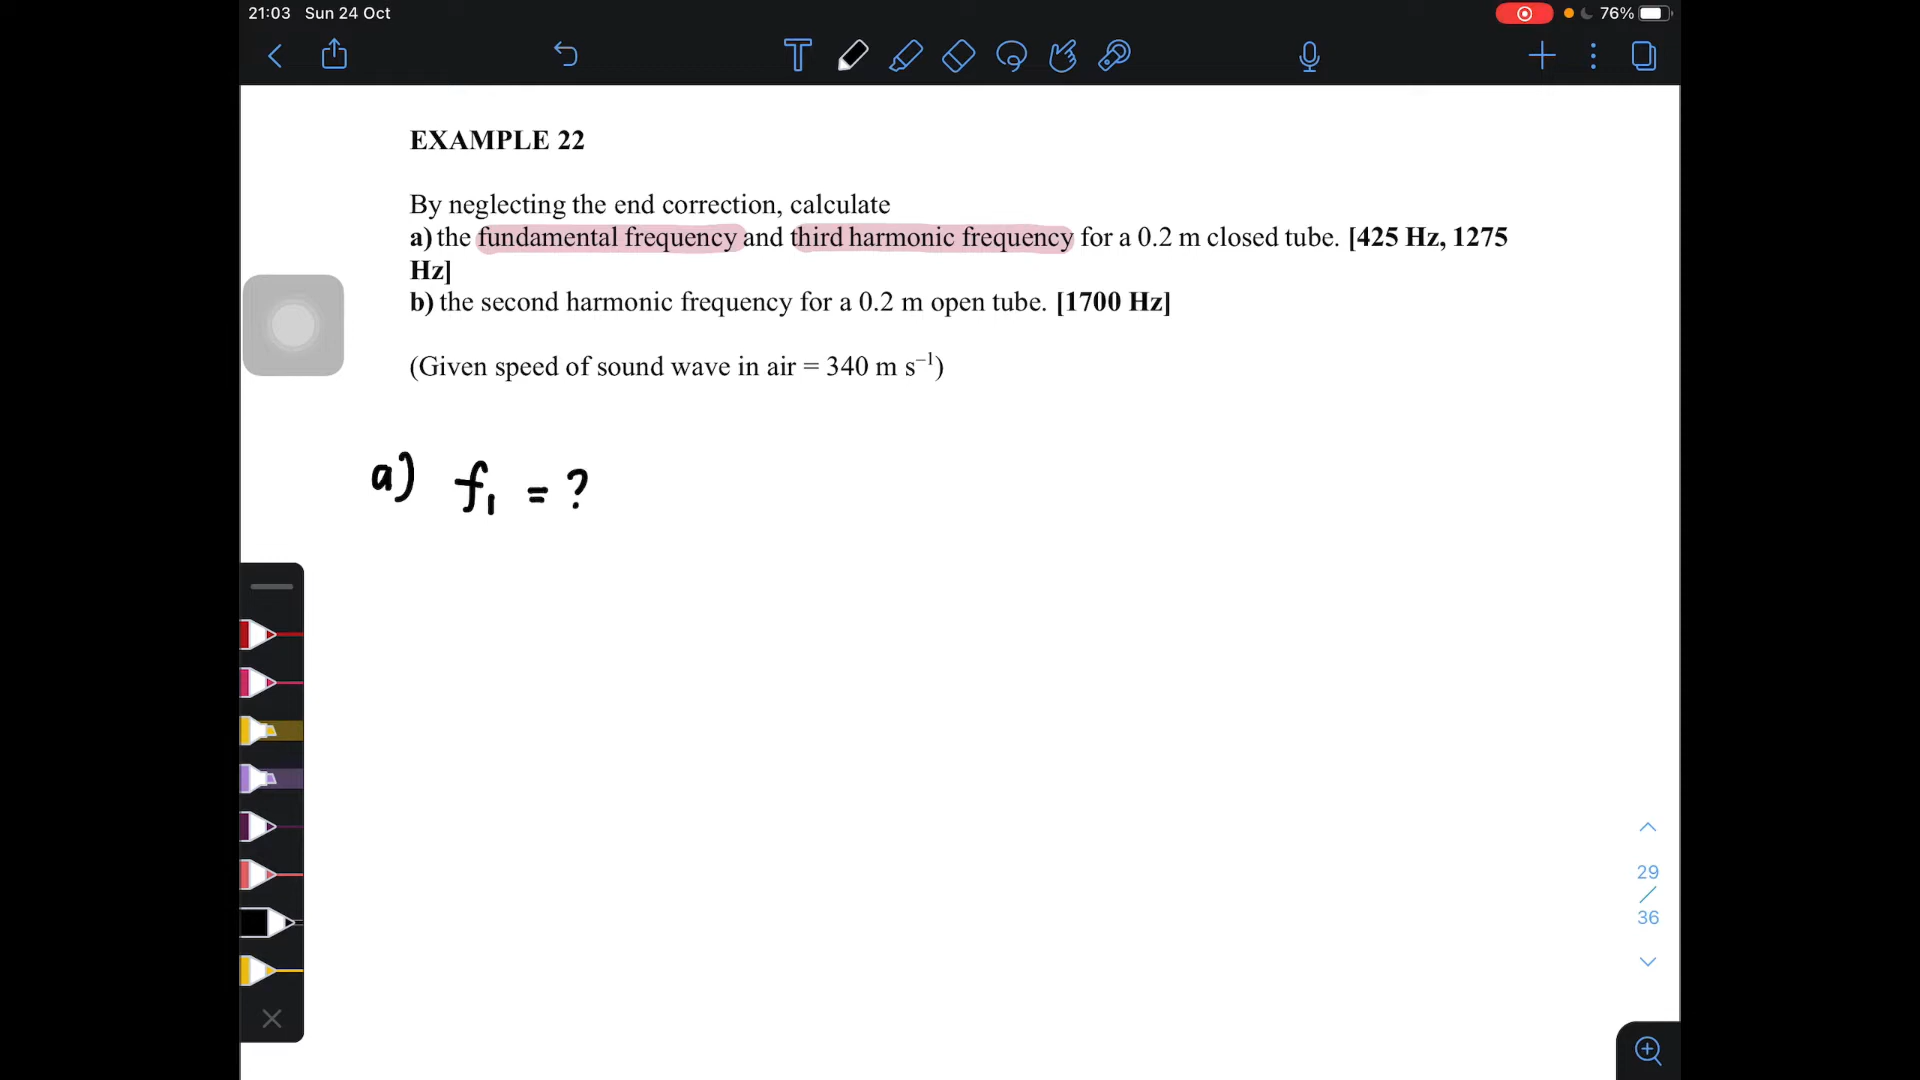 21:03 Sun 24 Oct
76%
T
EXAMPLE 22
By neglecting the end correction, calculate
a) the fundamental frequency and third harmonic frequency for a 0.2 m closed tube. [425 Hz, 1275
Hz]
b) the second harmonic frequency for a 0.2 m open tube. [1700 Hz]
(Given speed of sound wave in air = 340 m s⁻¹)
a) f₁ = ?
29
/
36